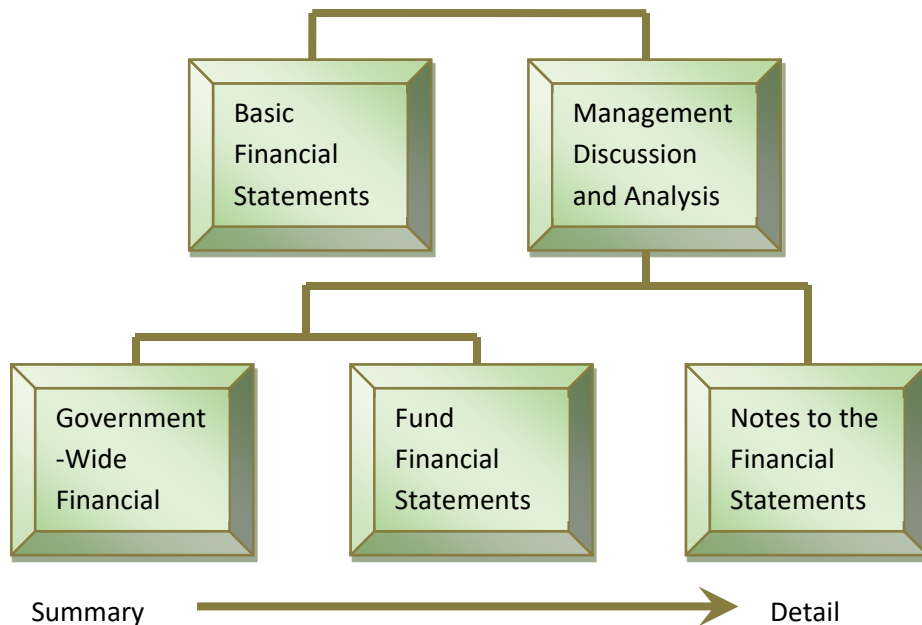 Basic
Financial
Statements
Management
Discussion
and Analysis
Government
-Wide
Financial
Fund
Financial
Statements
Notes to the
Financial
Statements
Summary
Detail